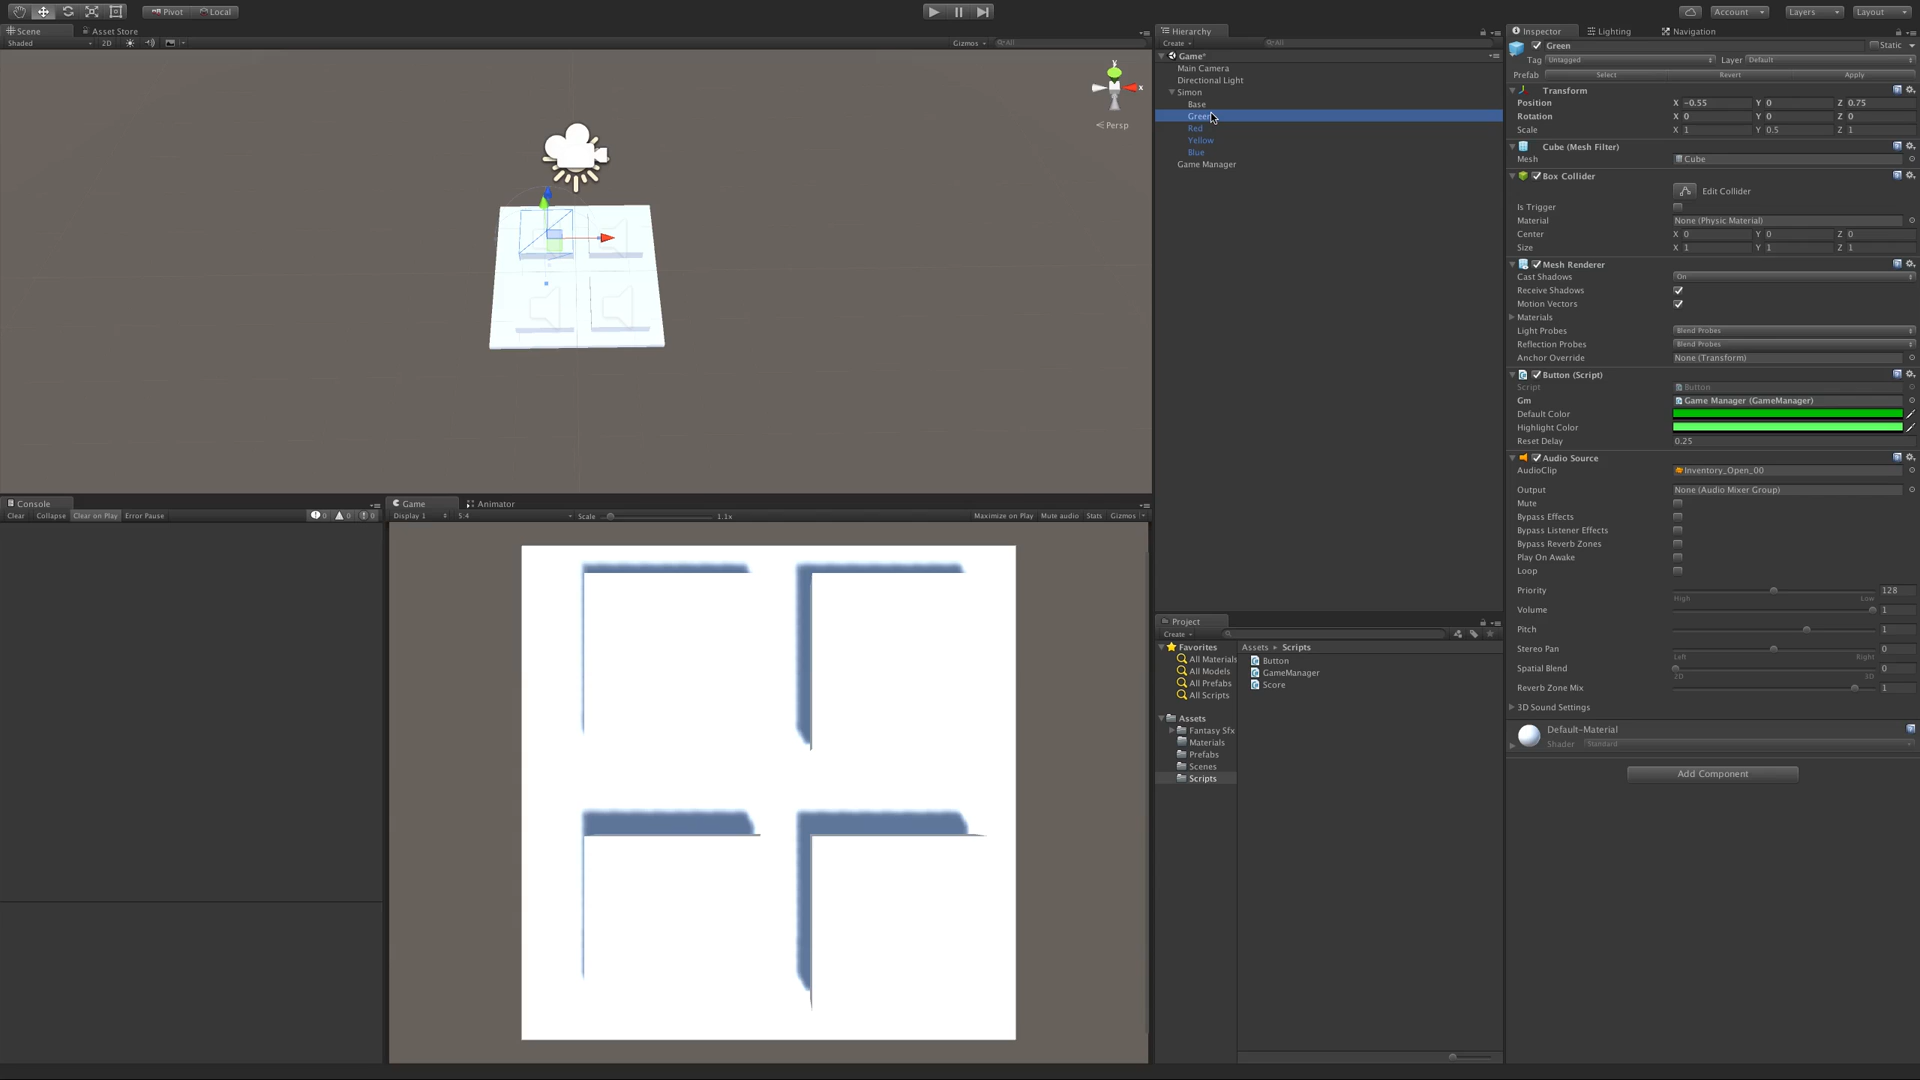 Pivot Local
Account Layers Layout
Scene Asset Store
Shaded 2D Gizmos All
y x
Persp
Console
Clear Collapse Clear on Play Error Pause 0 0 0
Game Animator
Display 1 5:4 Scale 1.1x Maximize on Play Mute audio Stats Gizmos
Hierarchy
Create All
Game*
Main Camera
Directional Light
Simon
Base
Green
Red
Yellow
Blue
Game Manager
Project
Create
Favorites
All Materials
All Models
All Prefabs
All Scripts
Assets
Fantasy Sfx
Materials
Prefabs
Scenes
Scripts
Assets Scripts
Button
GameManager
Score
Inspector Lighting Navigation
Green Static
Tag Untagged Layer Default
Prefab Select Revert Apply
Transform
Position X -0.55 Y 0 Z 0.75
Rotation X 0 Y 0 Z 0
Scale X 1 Y 0.5 Z 1
Cube (Mesh Filter)
Mesh Cube
Box Collider
Edit Collider
Is Trigger
Material None (Physic Material)
Center X 0 Y 0 Z 0
Size X 1 Y 1 Z 1
Mesh Renderer
Cast Shadows On
Receive Shadows
Motion Vectors
Materials
Light Probes Blend Probes
Reflection Probes Blend Probes
Anchor Override None (Transform)
Button (Script)
Script Button
Gm Game Manager (GameManager)
Default Color
Highlight Color
Reset Delay 0.25
Audio Source
AudioClip Inventory_Open_00
Output None (Audio Mixer Group)
Mute
Bypass Effects
Bypass Listener Effects
Bypass Reverb Zones
Play On Awake
Loop
Priority 128
High Low
Volume 1
Pitch 1
Stereo Pan 0
Left Right
Spatial Blend 0
2D 3D
Reverb Zone Mix 1
3D Sound Settings
Default-Material
Shader Standard
Add Component